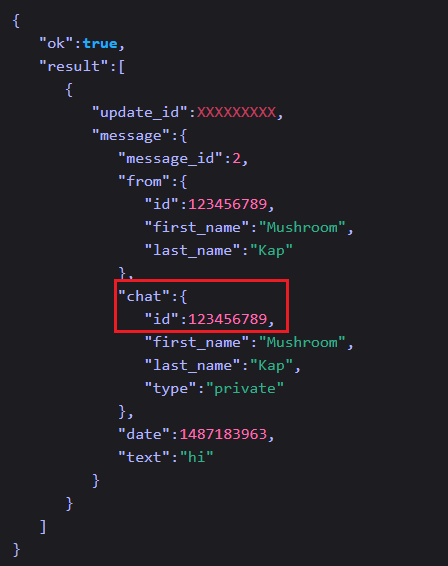 {
"ok":true,
"result":[
{
"update_id":XXXXXXXXX,
"message":{
"message_id":2,
"from":{
"id":123456789,
"first_name":"Mushroom",
"last_name":"Kap"
},
"chat":{
"id":123456789,
"first_name":"Mushroom",
"last_name":"Kap",
"type":"private"
},
"date":1487183963,
"text":"hi"
}
}
]
}